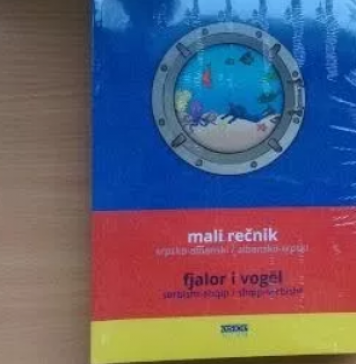 mali rečnik
srpsko-albanski / albansko-srpski
fjalor i vogël
serbisht-shqip / shqip-serbisht